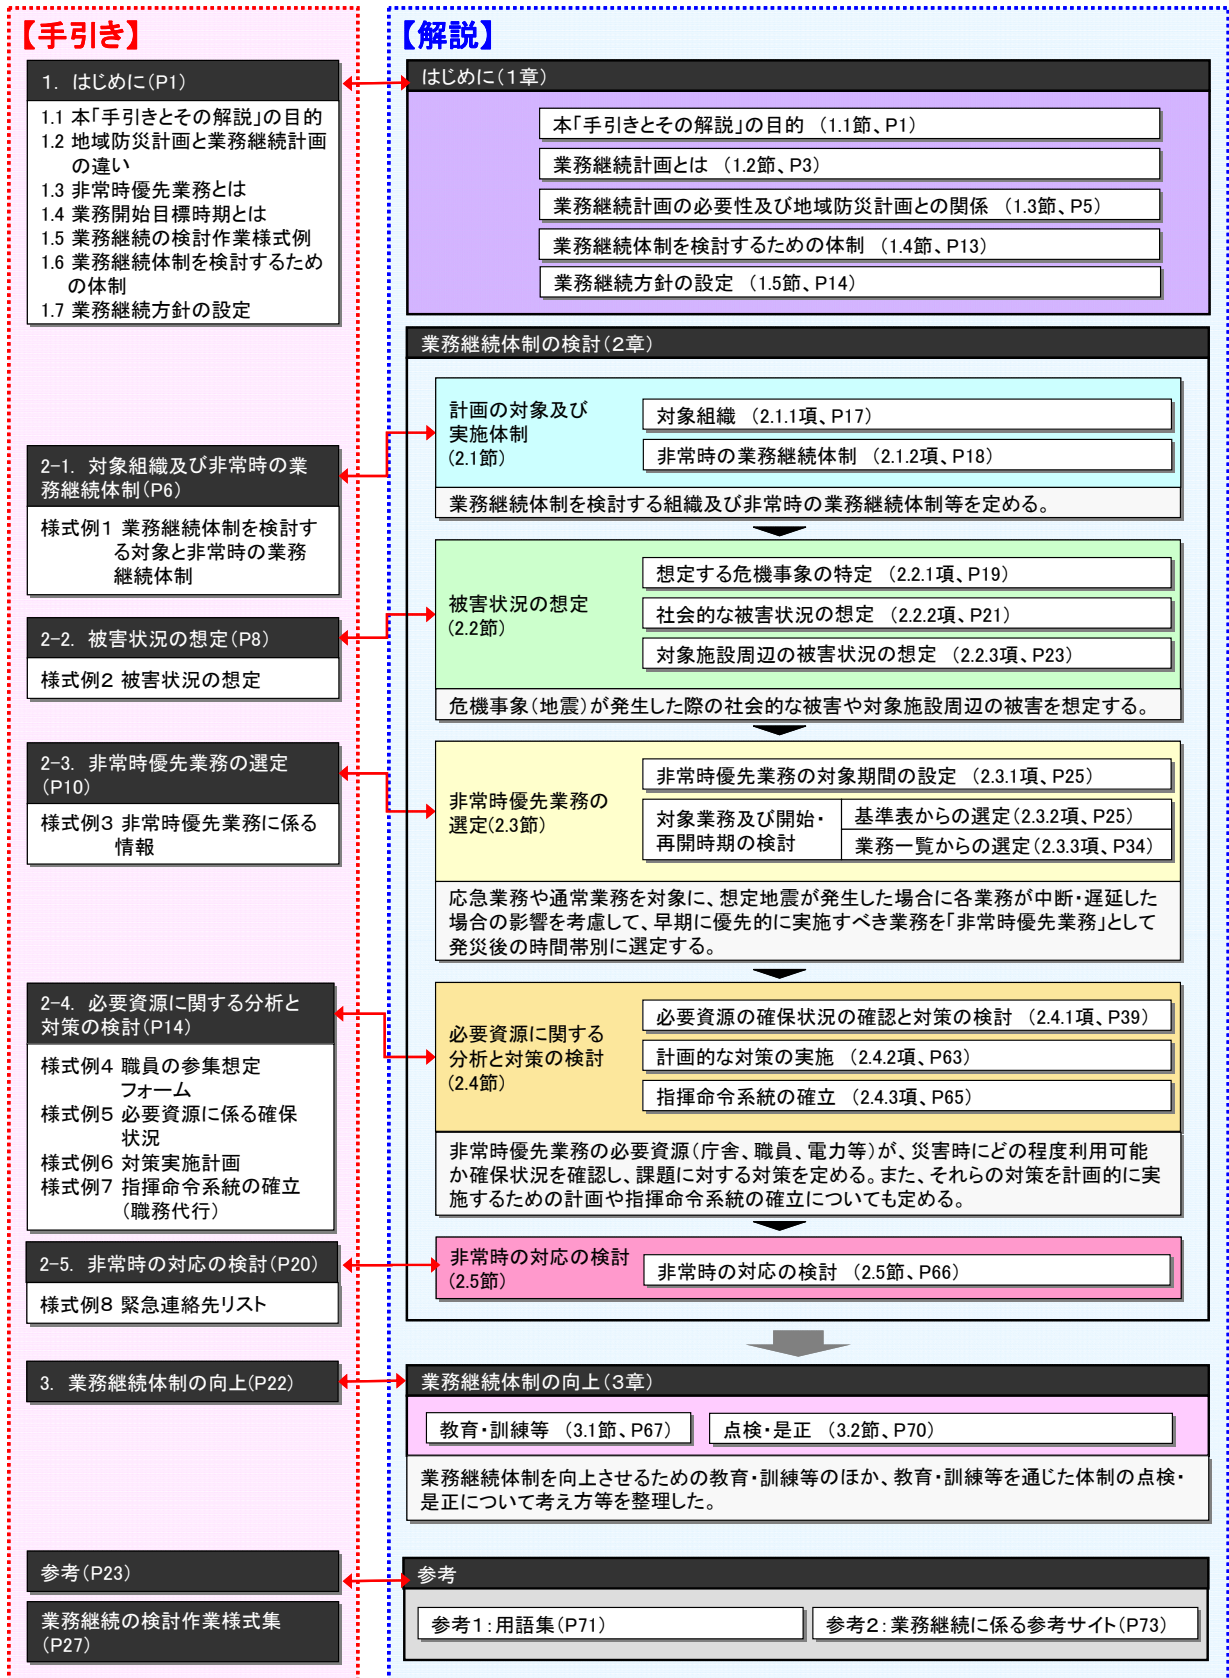 【手引き】
1. はじめに(P1)
1.1 本「手引きとその解説」の目的
1.2 地域防災計画と業務継続計画
の違い
1.3 非常時優先業務とは
1.4 業務開始目標時期とは
1.5 業務継続の検討作業様式例
1.6 業務継続体制を検討するため
の体制
1.7 業務継続方針の設定
2-1. 対象組織及び非常時の業
務継続体制(P6)
様式例1 業務継続体制を検討す
る対象と非常時の業務
継続体制
2-2. 被害状況の想定(P8)
様式例2 被害状況の想定
2-3. 非常時優先業務の選定
(P10)
様式例3 非常時優先業務に係る
情報
2-4. 必要資源に関する分析と
対策の検討(P14)
様式例4 職員の参集想定
フォーム
様式例5 必要資源に係る確保
状況
様式例6 対策実施計画
様式例7 指揮命令系統の確立
(職務代行)
2-5. 非常時の対応の検討(P20)
様式例8 緊急連絡先リスト
3. 業務継続体制の向上(P22)
参考(P23)
業務継続の検討作業様式集
(P27)
【解説】
はじめに(1章)
本「手引きとその解説」の目的 (1.1節、P1)
業務継続計画とは (1.2節、P3)
業務継続計画の必要性及び地域防災計画との関係 (1.3節、P5)
業務継続体制を検討するための体制 (1.4節、P13)
業務継続方針の設定 (1.5節、P14)
業務継続体制の検討(2章)
計画の対象及び
実施体制
(2.1節)
対象組織 (2.1.1項、P17)
非常時の業務継続体制 (2.1.2項、P18)
業務継続体制を検討する組織及び非常時の業務継続体制等を定める。
被害状況の想定
(2.2節)
想定する危機事象の特定 (2.2.1項、P19)
社会的な被害状況の想定 (2.2.2項、P21)
対象施設周辺の被害状況の想定 (2.2.3項、P23)
危機事象(地震)が発生した際の社会的な被害や対象施設周辺の被害を想定する。
非常時優先業務の
選定(2.3節)
非常時優先業務の対象期間の設定 (2.3.1項、P25)
対象業務及び開始・
再開時期の検討
基準表からの選定(2.3.2項、P25)
業務一覧からの選定(2.3.3項、P34)
応急業務や通常業務を対象に、想定地震が発生した場合に各業務が中断・遅延した
場合の影響を考慮して、早期に優先的に実施すべき業務を「非常時優先業務」として
発災後の時間帯別に選定する。
必要資源に関する
分析と対策の検討
(2.4節)
必要資源の確保状況の確認と対策の検討 (2.4.1項、P39)
計画的な対策の実施 (2.4.2項、P63)
指揮命令系統の確立 (2.4.3項、P65)
非常時優先業務の必要資源(庁舎、職員、電力等)が、災害時にどの程度利用可能
か確保状況を確認し、課題に対する対策を定める。また、それらの対策を計画的に実
施するための計画や指揮命令系統の確立についても定める。
非常時の対応の検討
(2.5節)
非常時の対応の検討 (2.5節、P66)
業務継続体制の向上(3章)
教育・訓練等 (3.1節、P67)
点検・是正 (3.2節、P70)
業務継続体制を向上させるための教育・訓練等のほか、教育・訓練等を通じた体制の点検・
是正について考え方等を整理した。
参考
参考1:用語集(P71)
参考2:業務継続に係る参考サイト(P73)